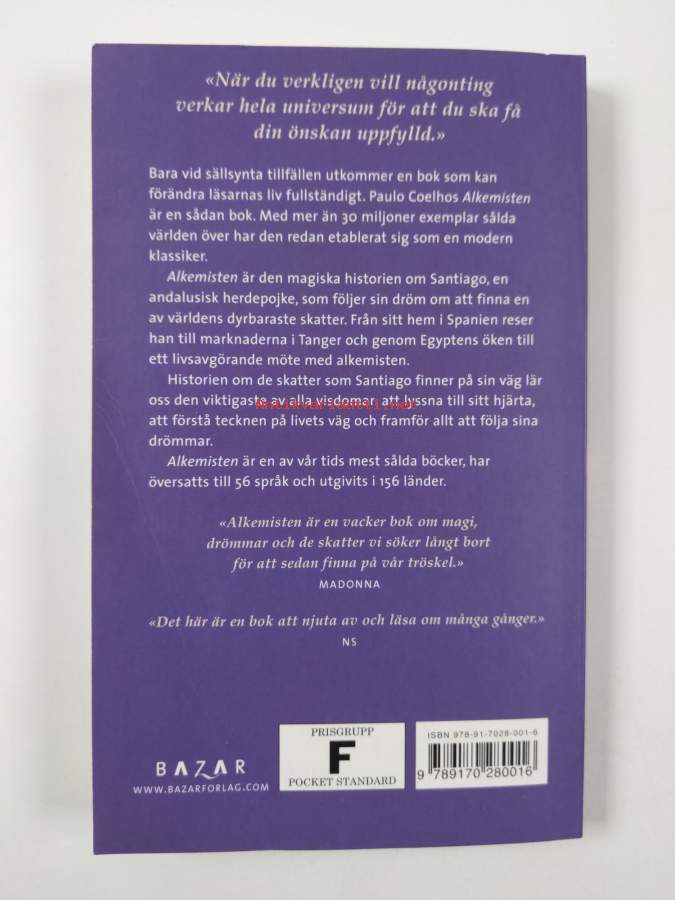 «När du verkligen vill någonting
verkar hela universum för att du ska få
din önskan uppfylld.»
Bara vid sällsynta tillfällen utkommer en bok som kan
förändra läsarnas liv fullständigt. Paulo Coelhos Alkemisten
är en sådan bok. Med mer än 30 miljoner exemplar sålda
världen över har den redan etablerat sig som en modern
klassiker.
Alkemisten är den magiska historien om Santiago, en
andalusisk herdepojke, som följer sin dröm om att finna en
av världens dyrbaraste skatter. Från sitt hem i Spanien reser
han till marknaderna i Tanger och genom Egyptens öken till
ett livsavgörande möte med alkemisten.
Historien om de skatter som Santiago finner på sin väg lär
oss den viktigaste av alla visdomar, att lyssna till sitt hjärta,
Antikvariaatti.net
att förstå tecknen på livets väg och framför allt att följa sina
drömmar.
Alkemisten är en av vår tids mest sålda böcker, har
översatts till 56 språk och utgivits i 156 länder.
«Alkemisten är en vacker bok om magi,
drömmar och de skatter vi söker långt bort
för att sedan finna på vår tröskel.»
MADONNA
«Det här är en bok att njuta av och läsa om många gånger.»
NS
BAZAR
WWW.BAZARFORLAG.COM
PRISGRUPP
F
POCKET STANDARD
ISBN 978-91-7028-001-6
9 789170 280016